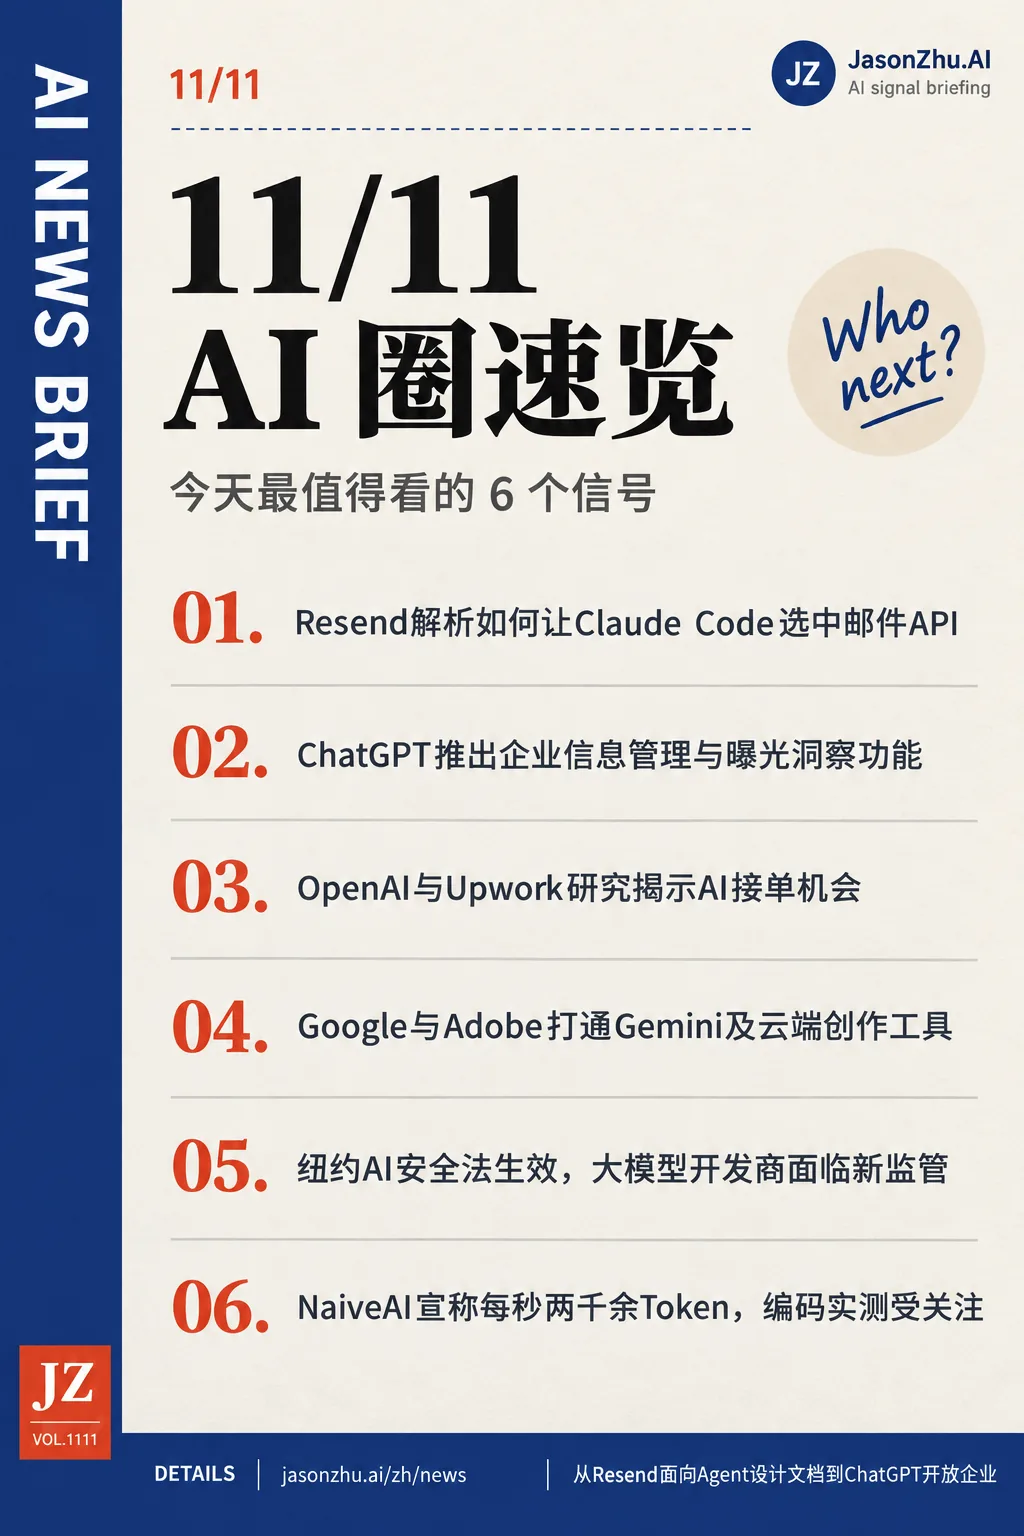 AI NEWS BRIEF
11/11
JZ
JasonZhu.AI
AI signal briefing
11/11
AI 圈速览
Who
next?
今天最值得看的 6 个信号
01. Resend解析如何让Claude Code选中邮件API
02. ChatGPT推出企业信息管理与曝光洞察功能
03. OpenAI与Upwork研究揭示AI接单机会
04. Google与Adobe打通Gemini及云端创作工具
05. 纽约AI安全法生效，大模型开发商面临新监管
06. NaiveAI宣称每秒两千余Token，编码实测受关注
JZ
VOL.1111
DETAILS | jasonzhu.ai/zh/news | 从Resend面向Agent设计文档到ChatGPT开放企业